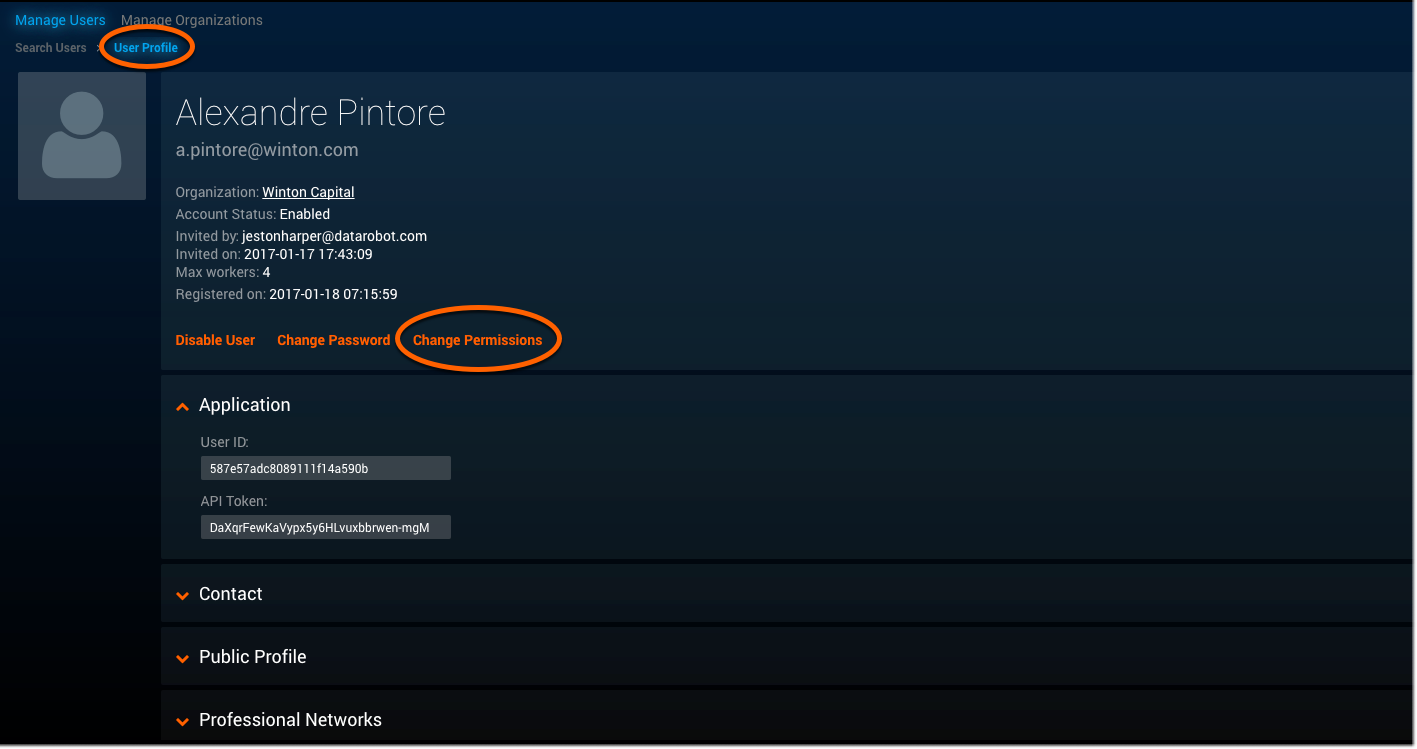 Manage Users Manage Organizations
Search Users > User Profile
Alexandre Pintore
a.pintore@winton.com
Organization: Winton Capital
Account Status: Enabled
Invited by: jestonharper@datarobot.com
Invited on: 2017-01-17 17:43:09
Max workers: 4
Registered on: 2017-01-18 07:15:59
Disable User Change Password Change Permissions
Application
User ID:
587e57adc8089111f14a590b
API Token:
DaXqrFewKaVypx5y6HLvuxbbrwen-mgM
Contact
Public Profile
Professional Networks